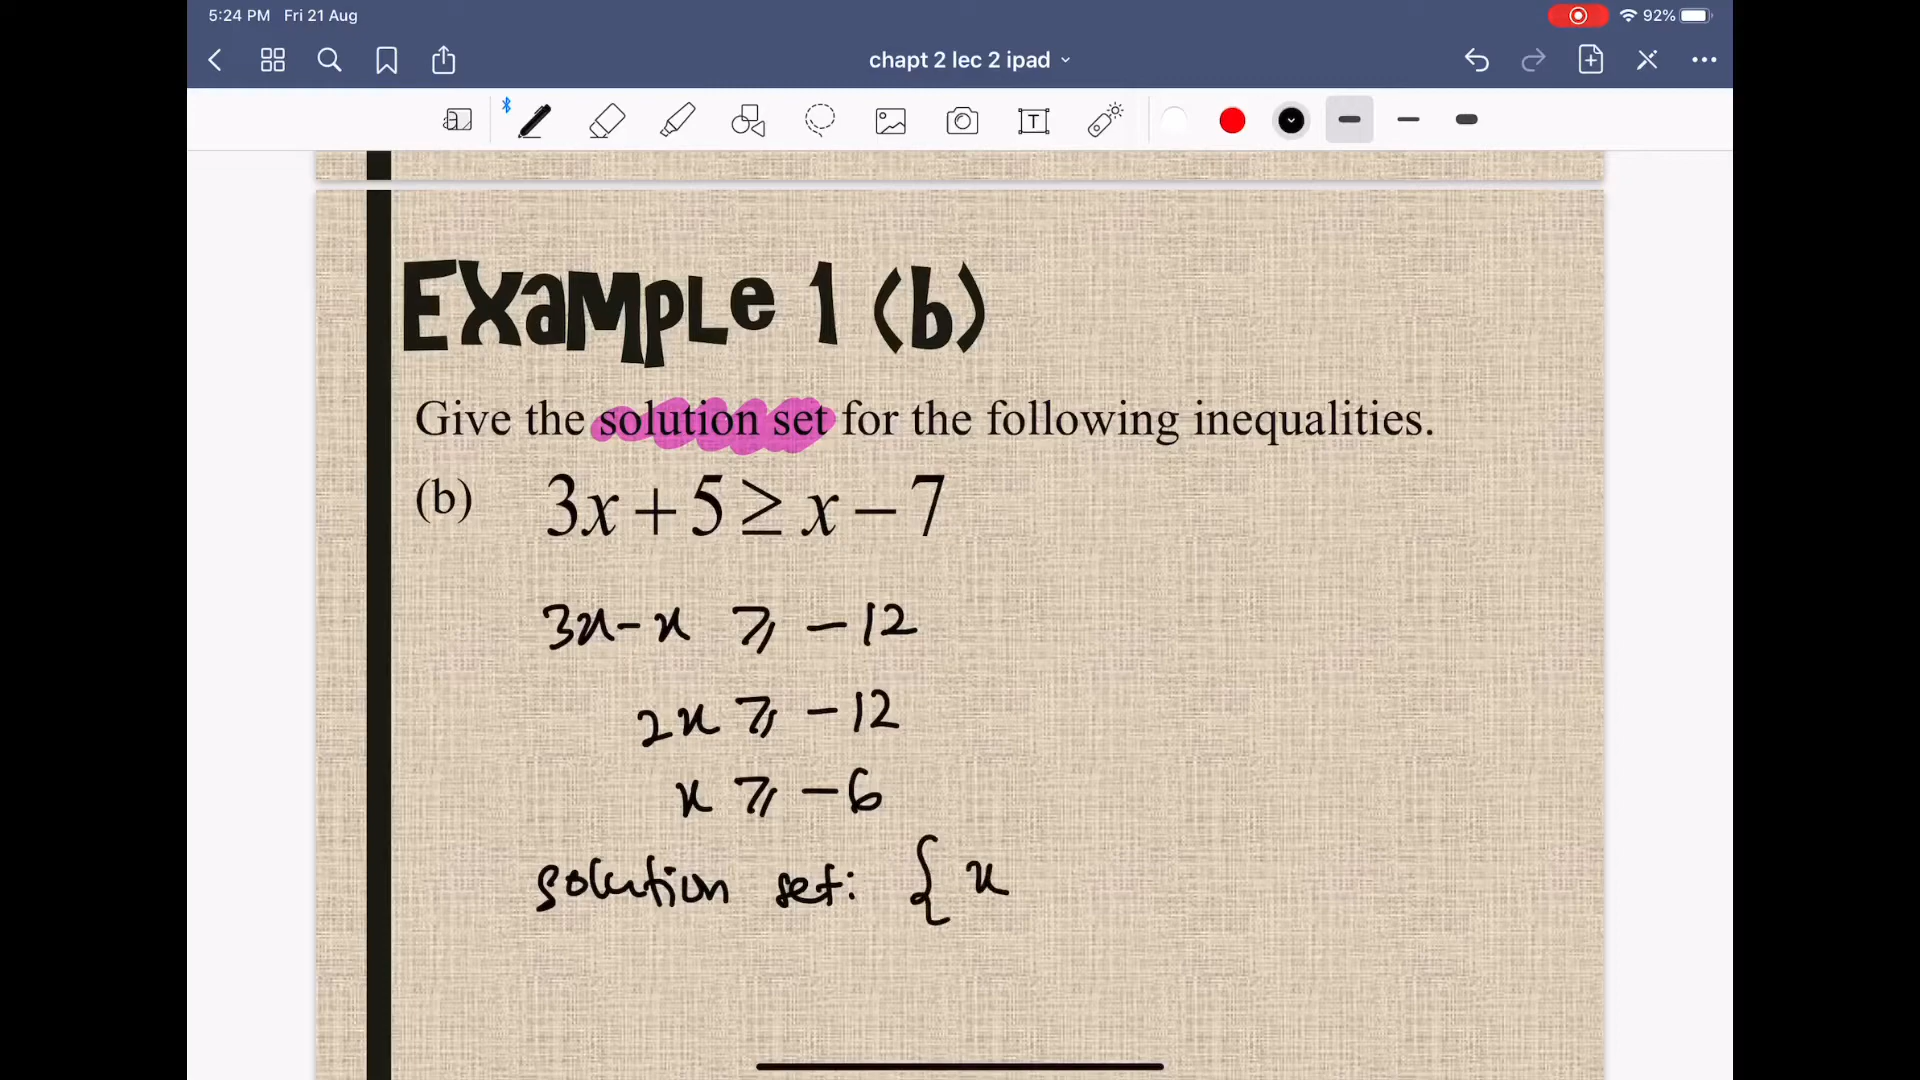 5:24 PM Fri 21 Aug 92%
chapt 2 lec 2 ipad
Example 1 (b)
Give the solution set for the following inequalities.
(b) 3x + 5 ≥ x − 7
3x - x ⩾ -12
2x ⩾ -12
x ⩾ -6
solution set: { x